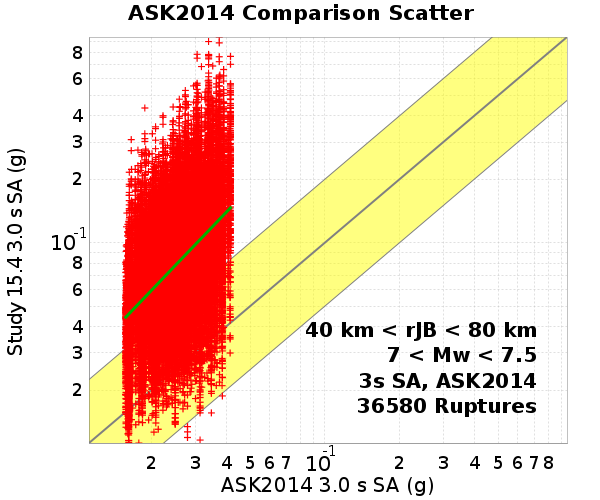 ASK2014 Comparison Scatter
Study 15.4 3.0 s SA (g)
8
6
4
3
2
10-1
8
6
4
3
2
40 km < rJB < 80 km
7 < Mw < 7.5
3s SA, ASK2014
36580 Ruptures
2 3 4 5 6 7 10-1 2 3 4 5 6 7 8
ASK2014 3.0 s SA (g)